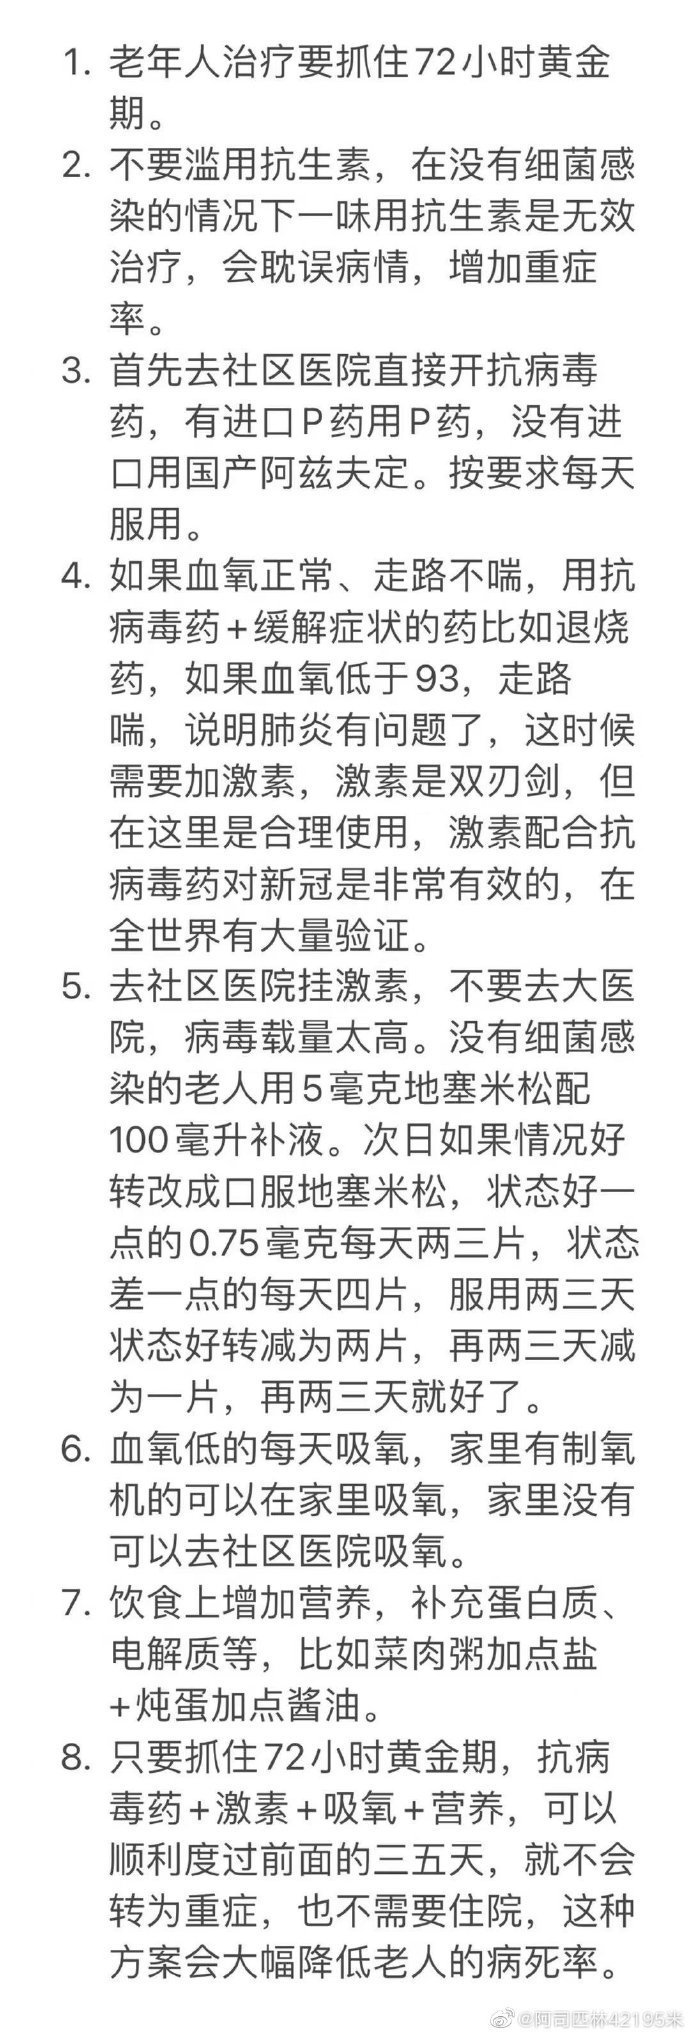 1. 老年人治疗要抓住72小时黄金
期。
2. 不要滥用抗生素，在没有细菌感
染的情况下一味用抗生素是无效
治疗，会耽误病情，增加重症
率。
3. 首先去社区医院直接开抗病毒
药，有进口P药用P药，没有进
口用国产阿兹夫定。按要求每天
服用。
4. 如果血氧正常、走路不喘，用抗
病毒药+缓解症状的药比如退烧
药，如果血氧低于93，走路
喘，说明肺炎有问题了，这时候
需要加激素，激素是双刃剑，但
在这里是合理使用，激素配合抗
病毒药对新冠是非常有效的，在
全世界有大量验证。
5. 去社区医院挂激素，不要去大医
院，病毒载量太高。没有细菌感
染的老人用5毫克地塞米松配
100毫升补液。次日如果情况好
转改成口服地塞米松，状态好一
点的0.75毫克每天两三片，状态
差一点的每天四片，服用两三天
状态好转减为两片，再两三天减
为一片，再两三天就好了。
6. 血氧低的每天吸氧，家里有制氧
机的可以在家里吸氧，家里没有
可以去社区医院吸氧。
7. 饮食上增加营养，补充蛋白质、
电解质等，比如菜肉粥加点盐
+炖蛋加点酱油。
8. 只要抓住72小时黄金期，抗病
毒药+激素+吸氧+营养，可以
顺利度过前面的三五天，就不会
转为重症，也不需要住院，这种
方案会大幅降低老人的病死率。
@阿司匹林42195米